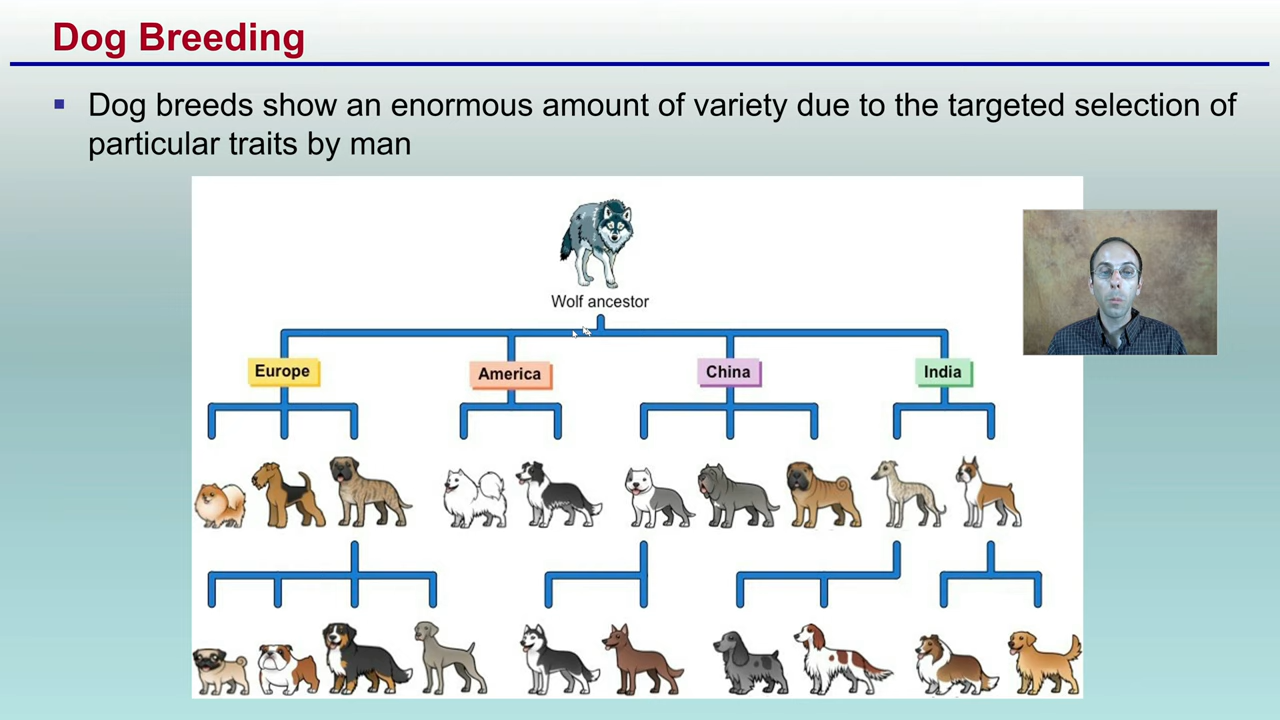 Dog Breeding
Dog breeds show an enormous amount of variety due to the targeted selection of
particular traits by man
Wolf ancestor
Europe
America
China
India